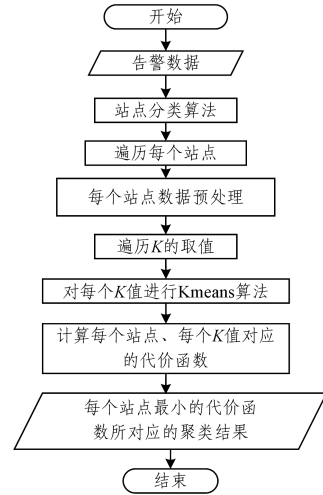 开始
告警数据
站点分类算法
遍历每个站点
每个站点数据预处理
遍历K的取值
对每个K值进行Kmeans算法
计算每个站点、每个K值对应
的代价函数
每个站点最小的代价函
数所对应的聚类结果
结束